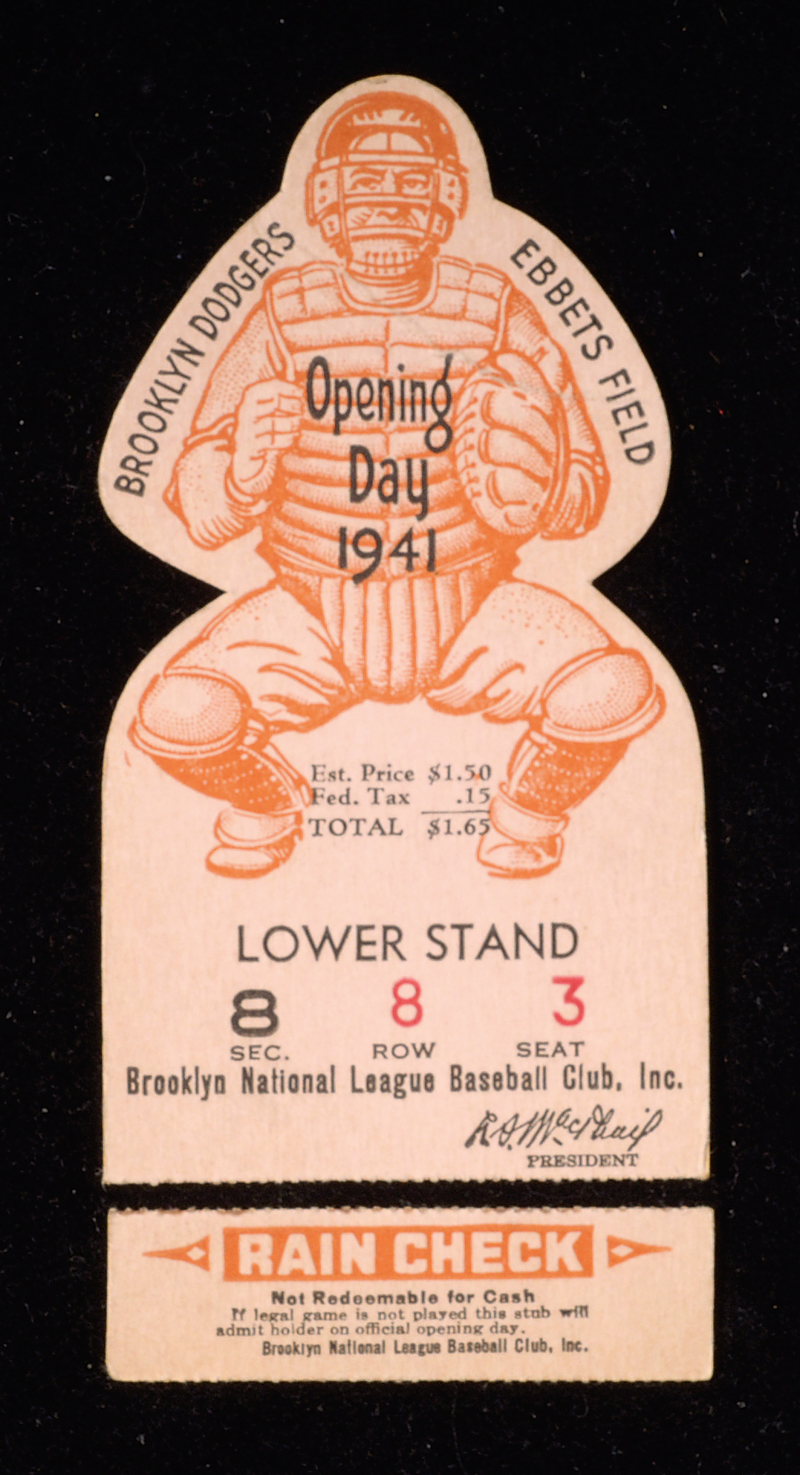 BROOKLYN DODGERS
EBBETS FIELD
Opening
Day
1941
Est. Price $1.50
Fed. Tax .15
TOTAL $1.65
LOWER STAND
8 8 3
SEC. ROW SEAT
Brooklyn National League Baseball Club, Inc.
L.S. McPhail
PRESIDENT
RAIN CHECK
Not Redeemable for Cash
If legal game is not played this stub will
admit holder on official opening day.
Brooklyn National League Baseball Club, Inc.